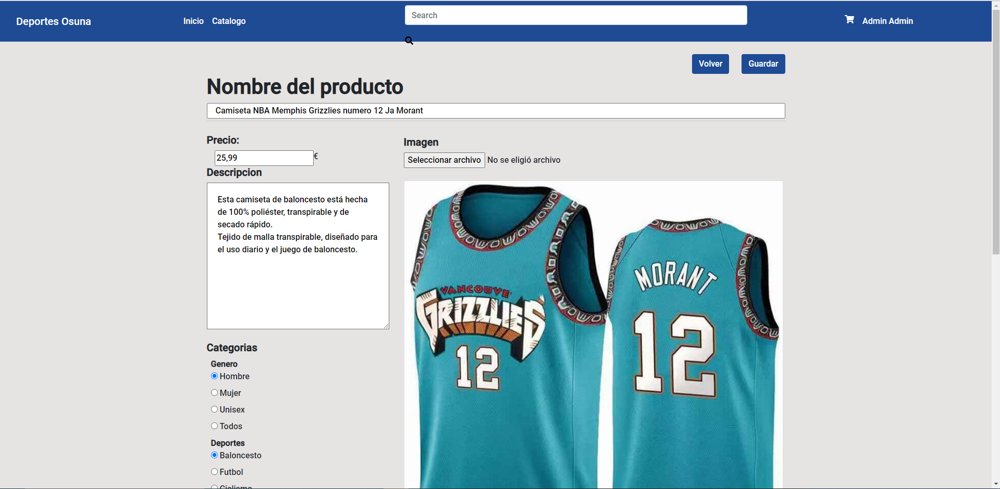 Deportes Osuna
Inicio
Catalogo
Search
Admin Admin
Volver
Guardar
Nombre del producto
Camiseta NBA Memphis Grizzlies numero 12 Ja Morant
Precio:
25,99
€
Descripcion
Esta camiseta de baloncesto está hecha
de 100% poliéster, transpirable y de
secado rápido.
Tejido de malla transpirable, diseñado para
el uso diario y el juego de baloncesto.
Categorias
Genero
Hombre
Mujer
Unisex
Todos
Deportes
Baloncesto
Futbol
Ciclismo
Imagen
Seleccionar archivo
No se eligió archivo
VANCOUVE
GRIZZLIES
12
MORANT
12